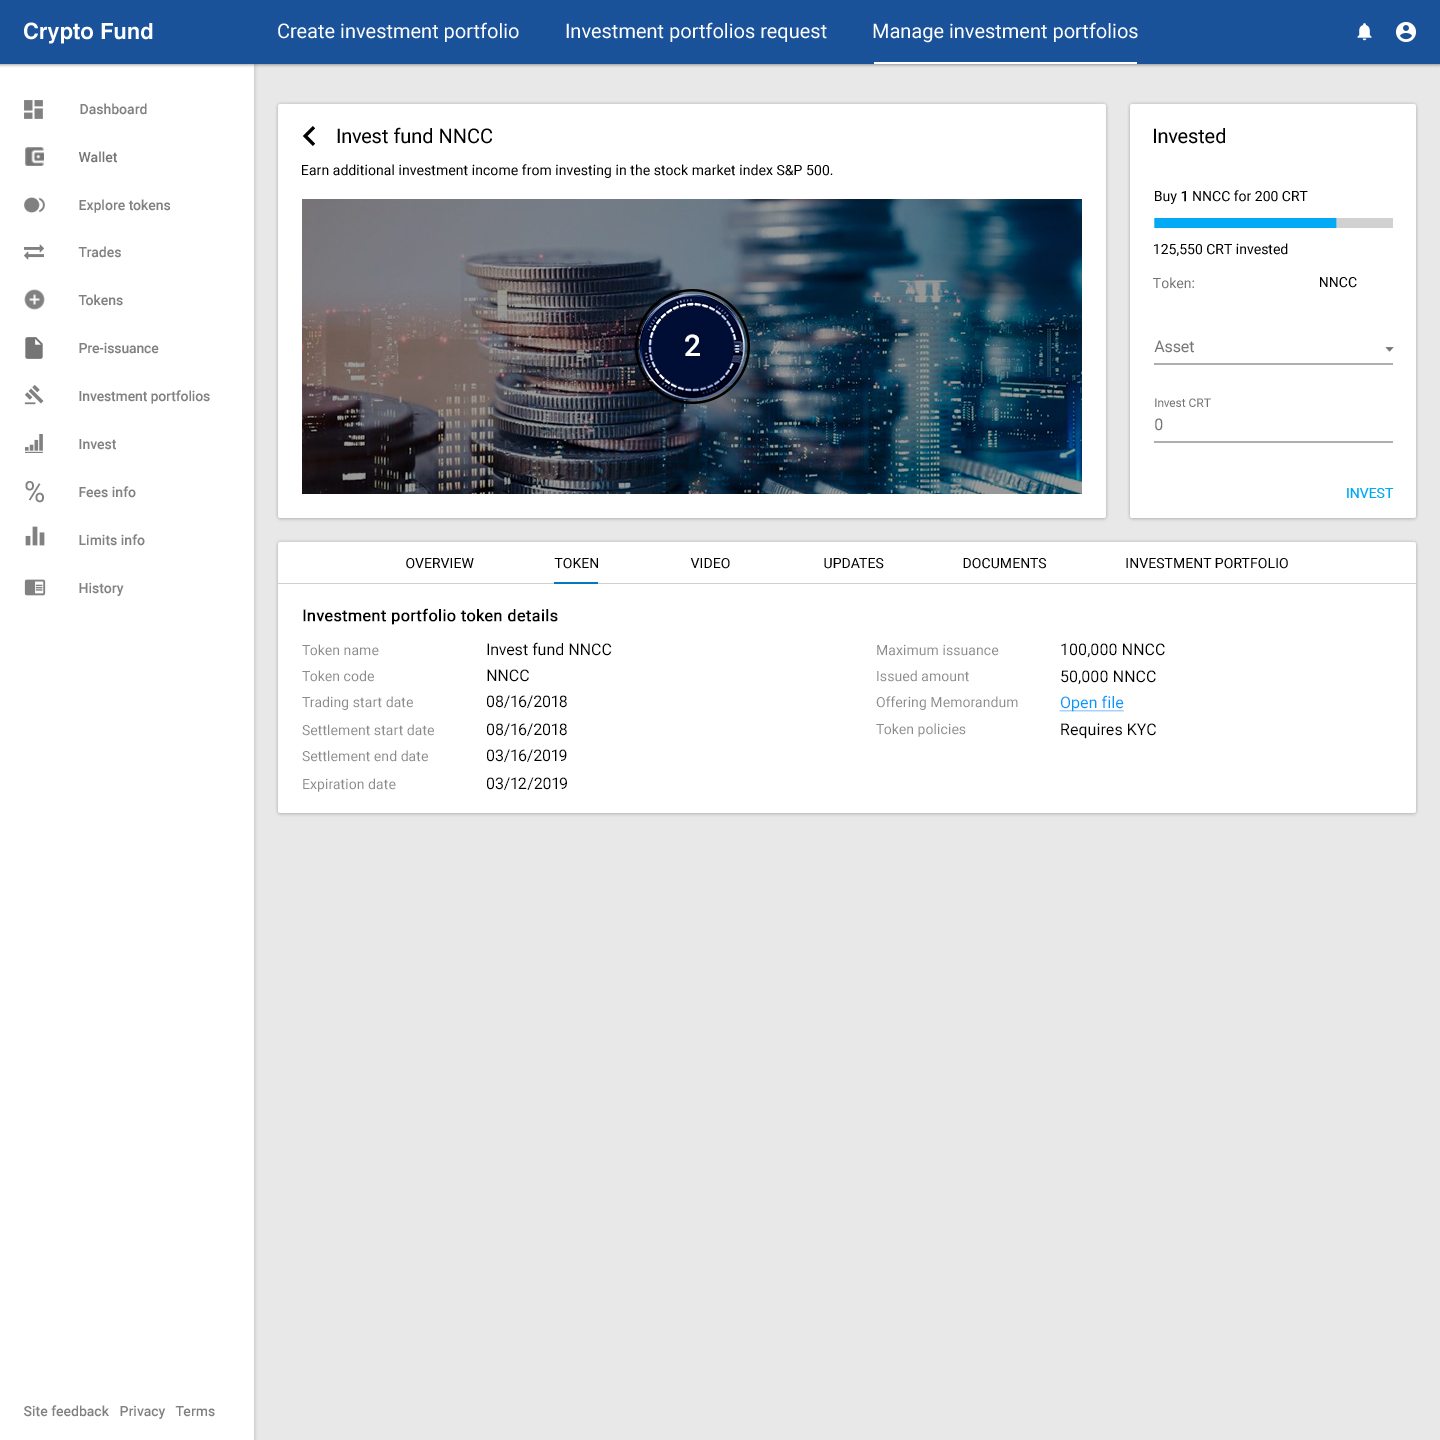 Crypto Fund
Create investment portfolio
Investment portfolios request
Manage investment portfolios
Dashboard
Wallet
Explore tokens
Trades
Tokens
Pre-issuance
Investment portfolios
Invest
Fees info
Limits info
History
Site feedback Privacy Terms
Invest fund NNCC
Earn additional investment income from investing in the stock market index S&P 500.
2
Invested
Buy 1 NNCC for 200 CRT
125,550 CRT invested
Token: NNCC
Asset
Invest CRT
0
INVEST
OVERVIEW TOKEN VIDEO UPDATES DOCUMENTS INVESTMENT PORTFOLIO
Investment portfolio token details
Token name Invest fund NNCC
Token code NNCC
Trading start date 08/16/2018
Settlement start date 08/16/2018
Settlement end date 03/16/2019
Expiration date 03/12/2019
Maximum issuance 100,000 NNCC
Issued amount 50,000 NNCC
Offering Memorandum Open file
Token policies Requires KYC